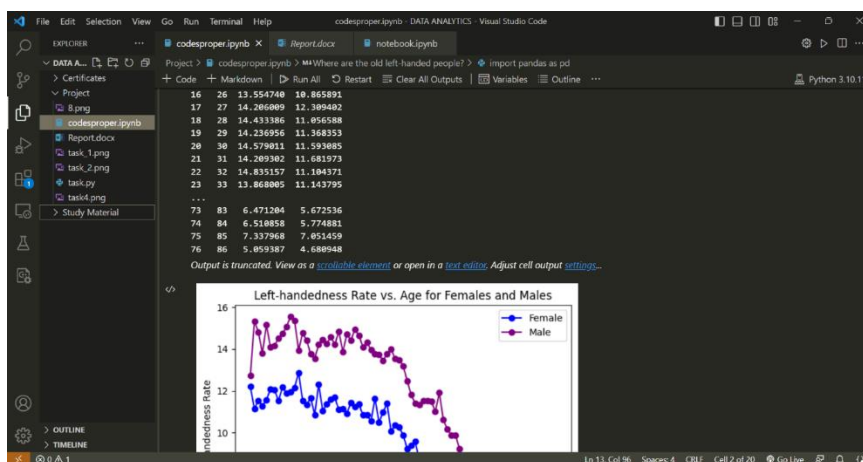 File Edit Selection View Go Run Terminal Help codesproper.ipynb - DATA ANALYTICS - Visual Studio Code
EXPLORER
codesproper.ipynb Report.docx notebook.ipynb
DATA A...
Project > codesproper.ipynb > Where are the old left-handed people? > import pandas as pd
+ Code + Markdown Run All Restart Clear All Outputs Variables Outline ... Python 3.10.11
Certificates
Project
8.png
codesproper.ipynb
Report.docx
task_1.png
task_2.png
task.py
task4.png
Study Material
16 26 13.554740 10.865891
17 27 14.206009 12.309402
18 28 14.433386 11.056588
19 29 14.236956 11.368353
20 30 14.579011 11.593085
21 31 14.209302 11.681973
22 32 14.835157 11.104371
23 33 13.868005 11.143795
...
73 83 6.471204 5.672536
74 84 6.510858 5.774881
75 85 7.337968 7.051459
76 86 5.059387 4.680948
Output is truncated. View as a scrollable element or open in a text editor. Adjust cell output settings...
Left-handedness Rate vs. Age for Females and Males
Female
Male
16
14
12
10
ndedness Rate
OUTLINE
TIMELINE
0 1 Ln 13, Col 96 Spaces: 4 CRLF Cell 2 of 20 Go Live